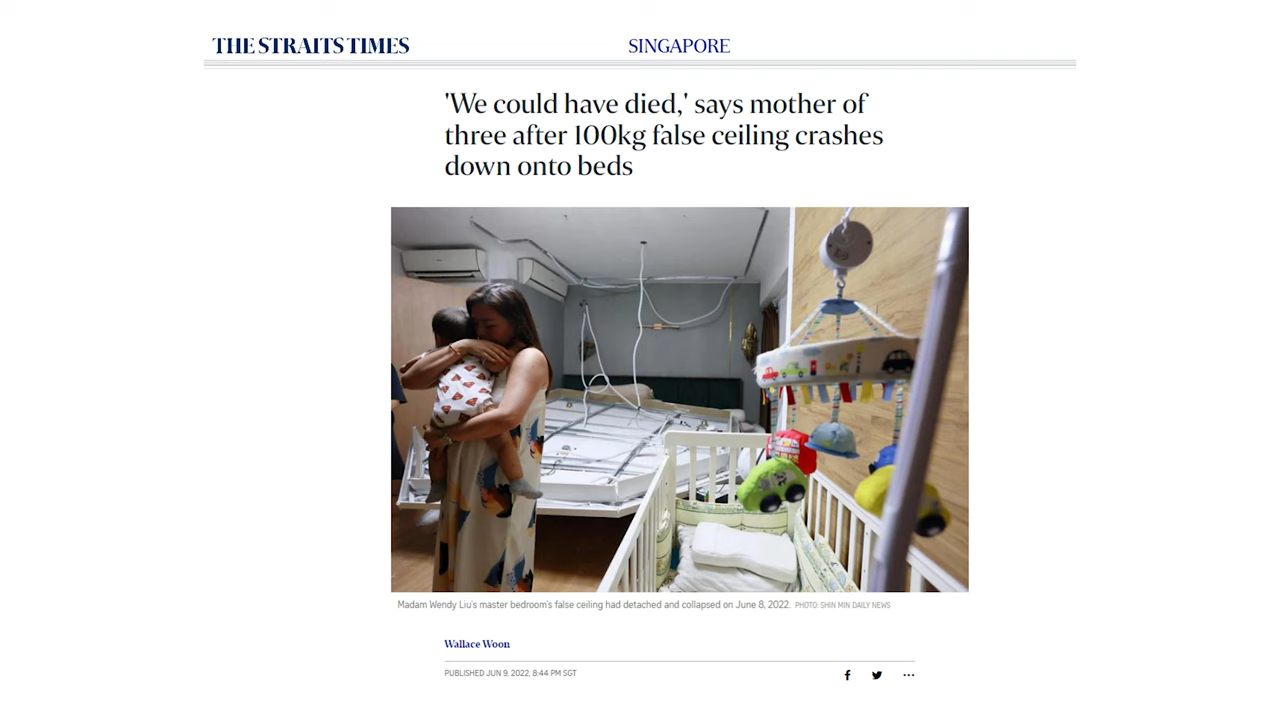 THE STRAITS TIMES
SINGAPORE
'We could have died,' says mother of
three after 100kg false ceiling crashes
down onto beds
Madam Wendy Liu's master bedroom's false ceiling had detached and collapsed on June 8, 2022. PHOTO: SHIN MIN DAILY NEWS
Wallace Woon
PUBLISHED JUN 9, 2022, 8:44 PM SGT